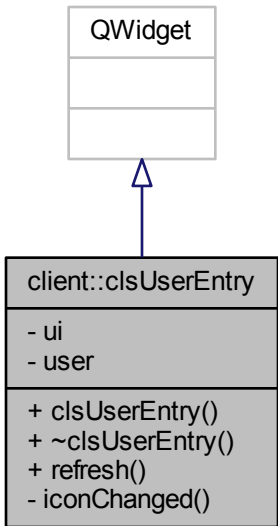 QWidget
client::clsUserEntry
- ui
- user
+ clsUserEntry()
+ ~clsUserEntry()
+ refresh()
- iconChanged()